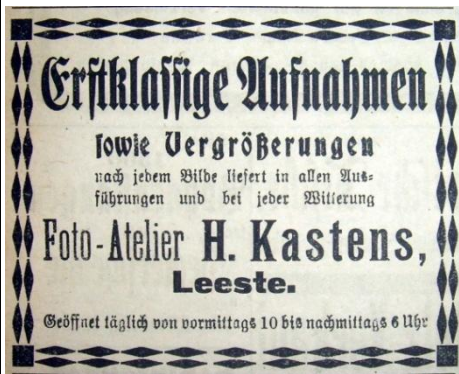 Erstklassige Aufnahmen
sowie Vergrößerungen
nach jedem Bilde liefert in allen Aus-
führungen und bei jeder Witterung
Foto-Atelier H. Kastens,
Leeste.
Geöffnet täglich von vormittags 10 bis nachmittags 6 Uhr